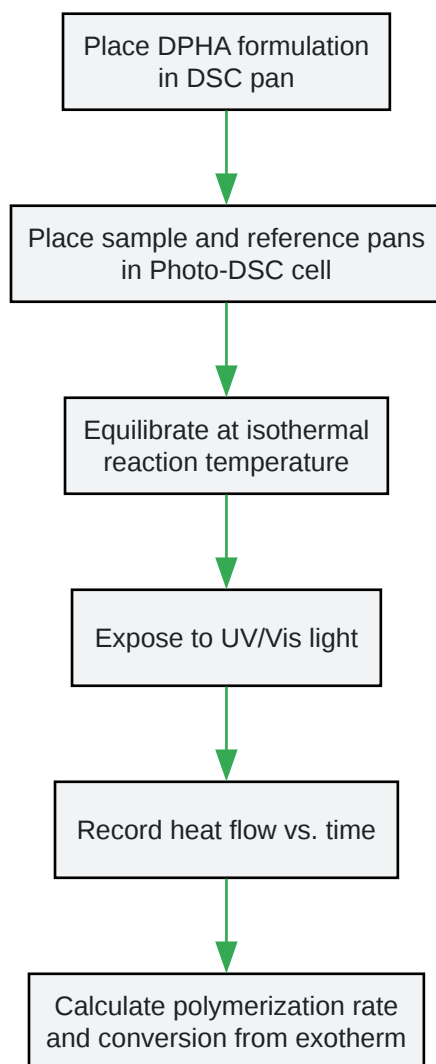 Place DPHA formulation
in DSC pan
Place sample and reference pans
in Photo-DSC cell
Equilibrate at isothermal
reaction temperature
Expose to UV/Vis light
Record heat flow vs. time
Calculate polymerization rate
and conversion from exotherm